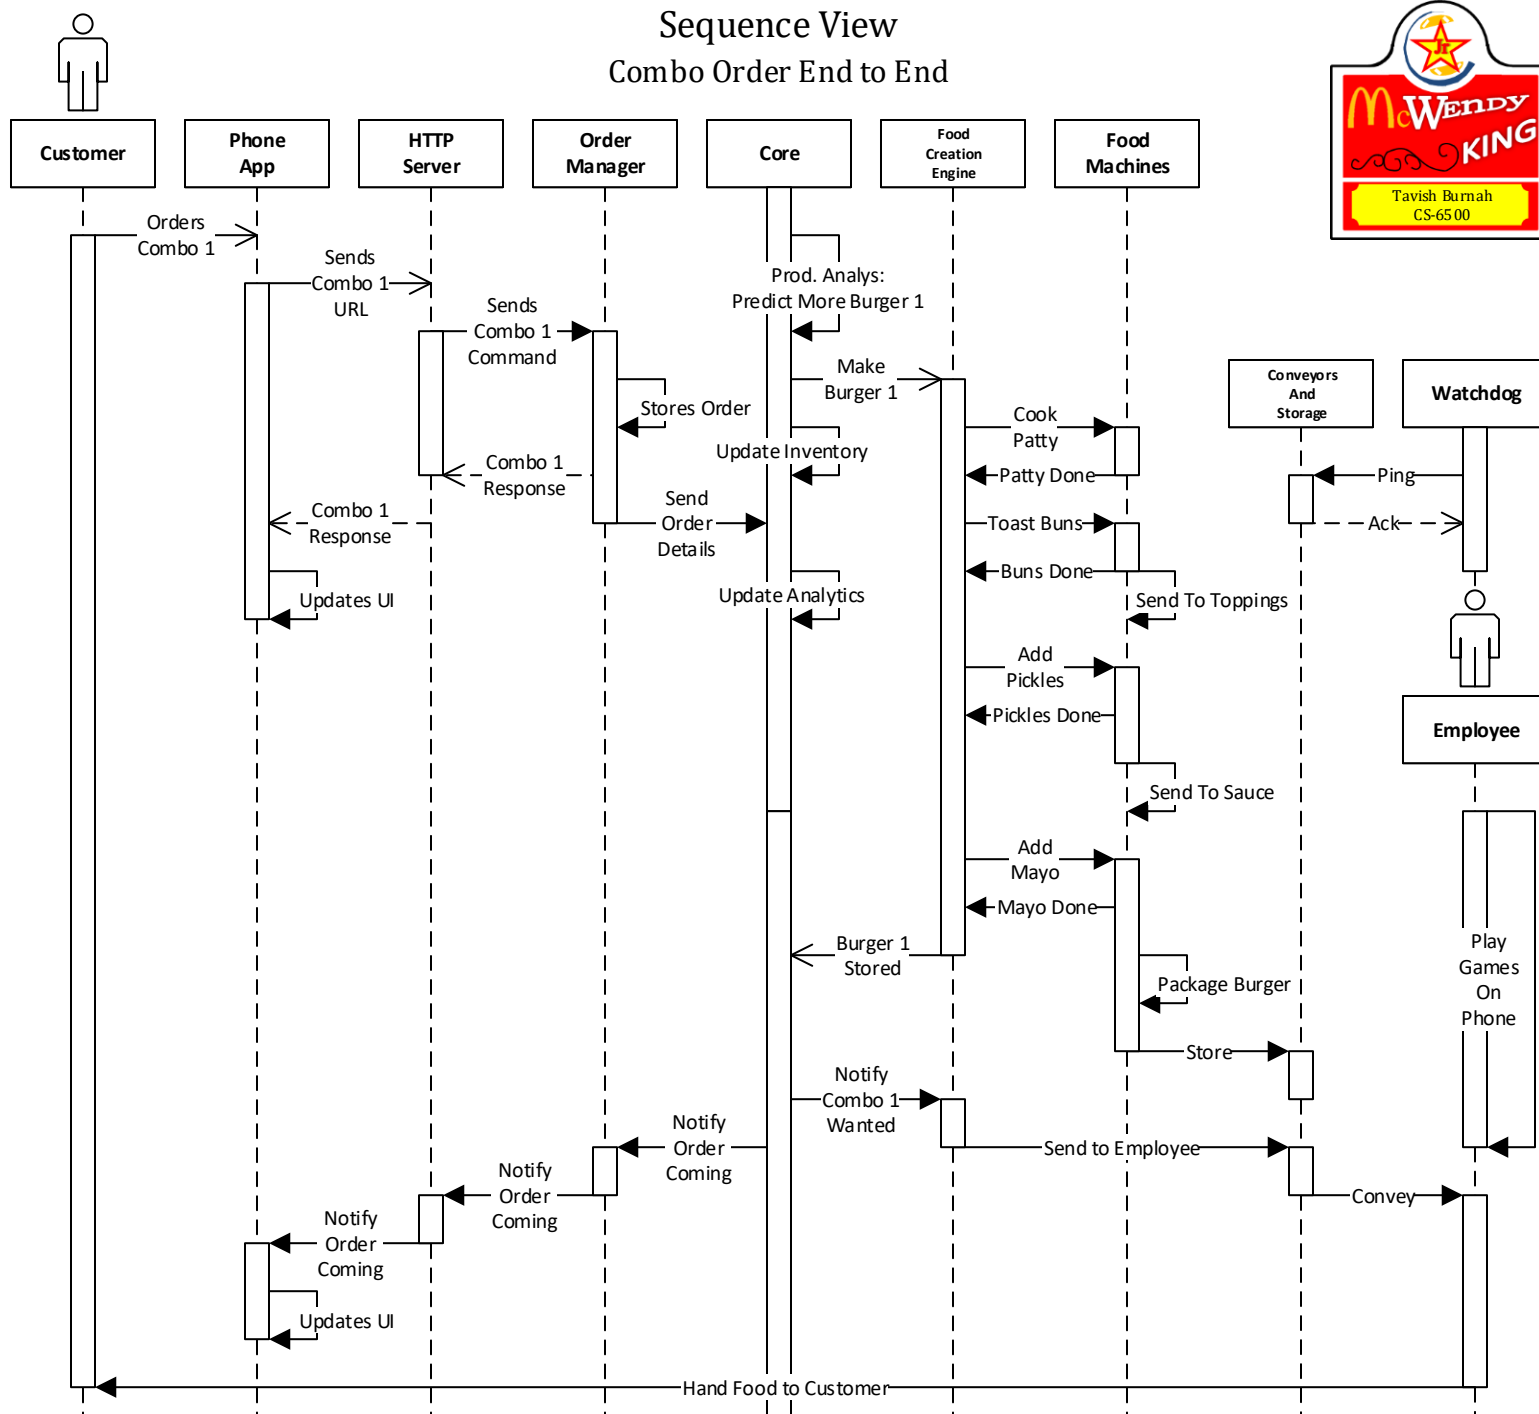 Sequence View
Combo Order End to End
Jr
McWENDY
KING
Tavish Burnah
CS-6500
Customer
Phone
App
HTTP
Server
Order
Manager
Core
Food
Creation
Engine
Food
Machines
Orders
Combo 1
Sends
Combo 1
URL
Sends
Combo 1
Command
Prod. Analys:
Predict More Burger 1
Make
Burger 1
Conveyors
And
Storage
Watchdog
Stores Order
Cook
Patty
Update Inventory
Combo 1
Response
Patty Done
Ping
Combo 1
Response
Send
Order
Details
Toast Buns
Ack
Buns Done
Updates UI
Update Analytics
Send To Toppings
Add
Pickles
Pickles Done
Employee
Send To Sauce
Add
Mayo
Mayo Done
Burger 1
Stored
Play
Games
On
Phone
Package Burger
Store
Notify
Combo 1
Wanted
Notify
Order
Coming
Send to Employee
Notify
Order
Coming
Convey
Notify
Order
Coming
Updates UI
Hand Food to Customer